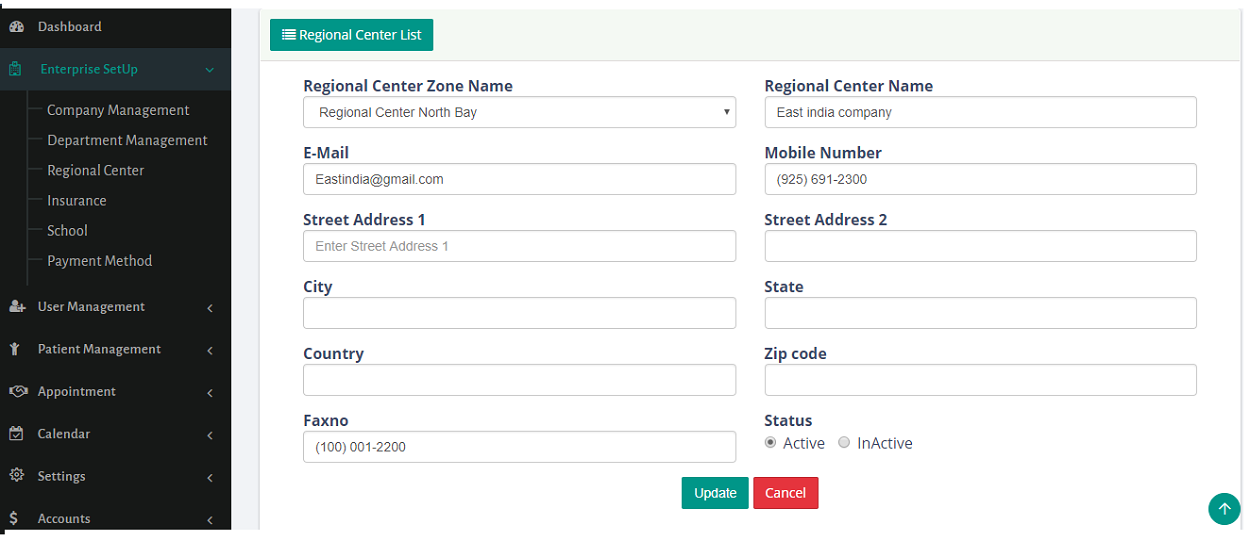 Dashboard
Enterprise SetUp
Company Management
Department Management
Regional Center
Insurance
School
Payment Method
User Management
Patient Management
Appointment
Calendar
Settings
Accounts
Regional Center List
Regional Center Zone Name
Regional Center North Bay
Regional Center Name
East india company
E-Mail
Eastindia@gmail.com
Mobile Number
(925) 691-2300
Street Address 1
Enter Street Address 1
Street Address 2
City
State
Country
Zip code
Faxno
(100) 001-2200
Status
Active InActive
Update Cancel